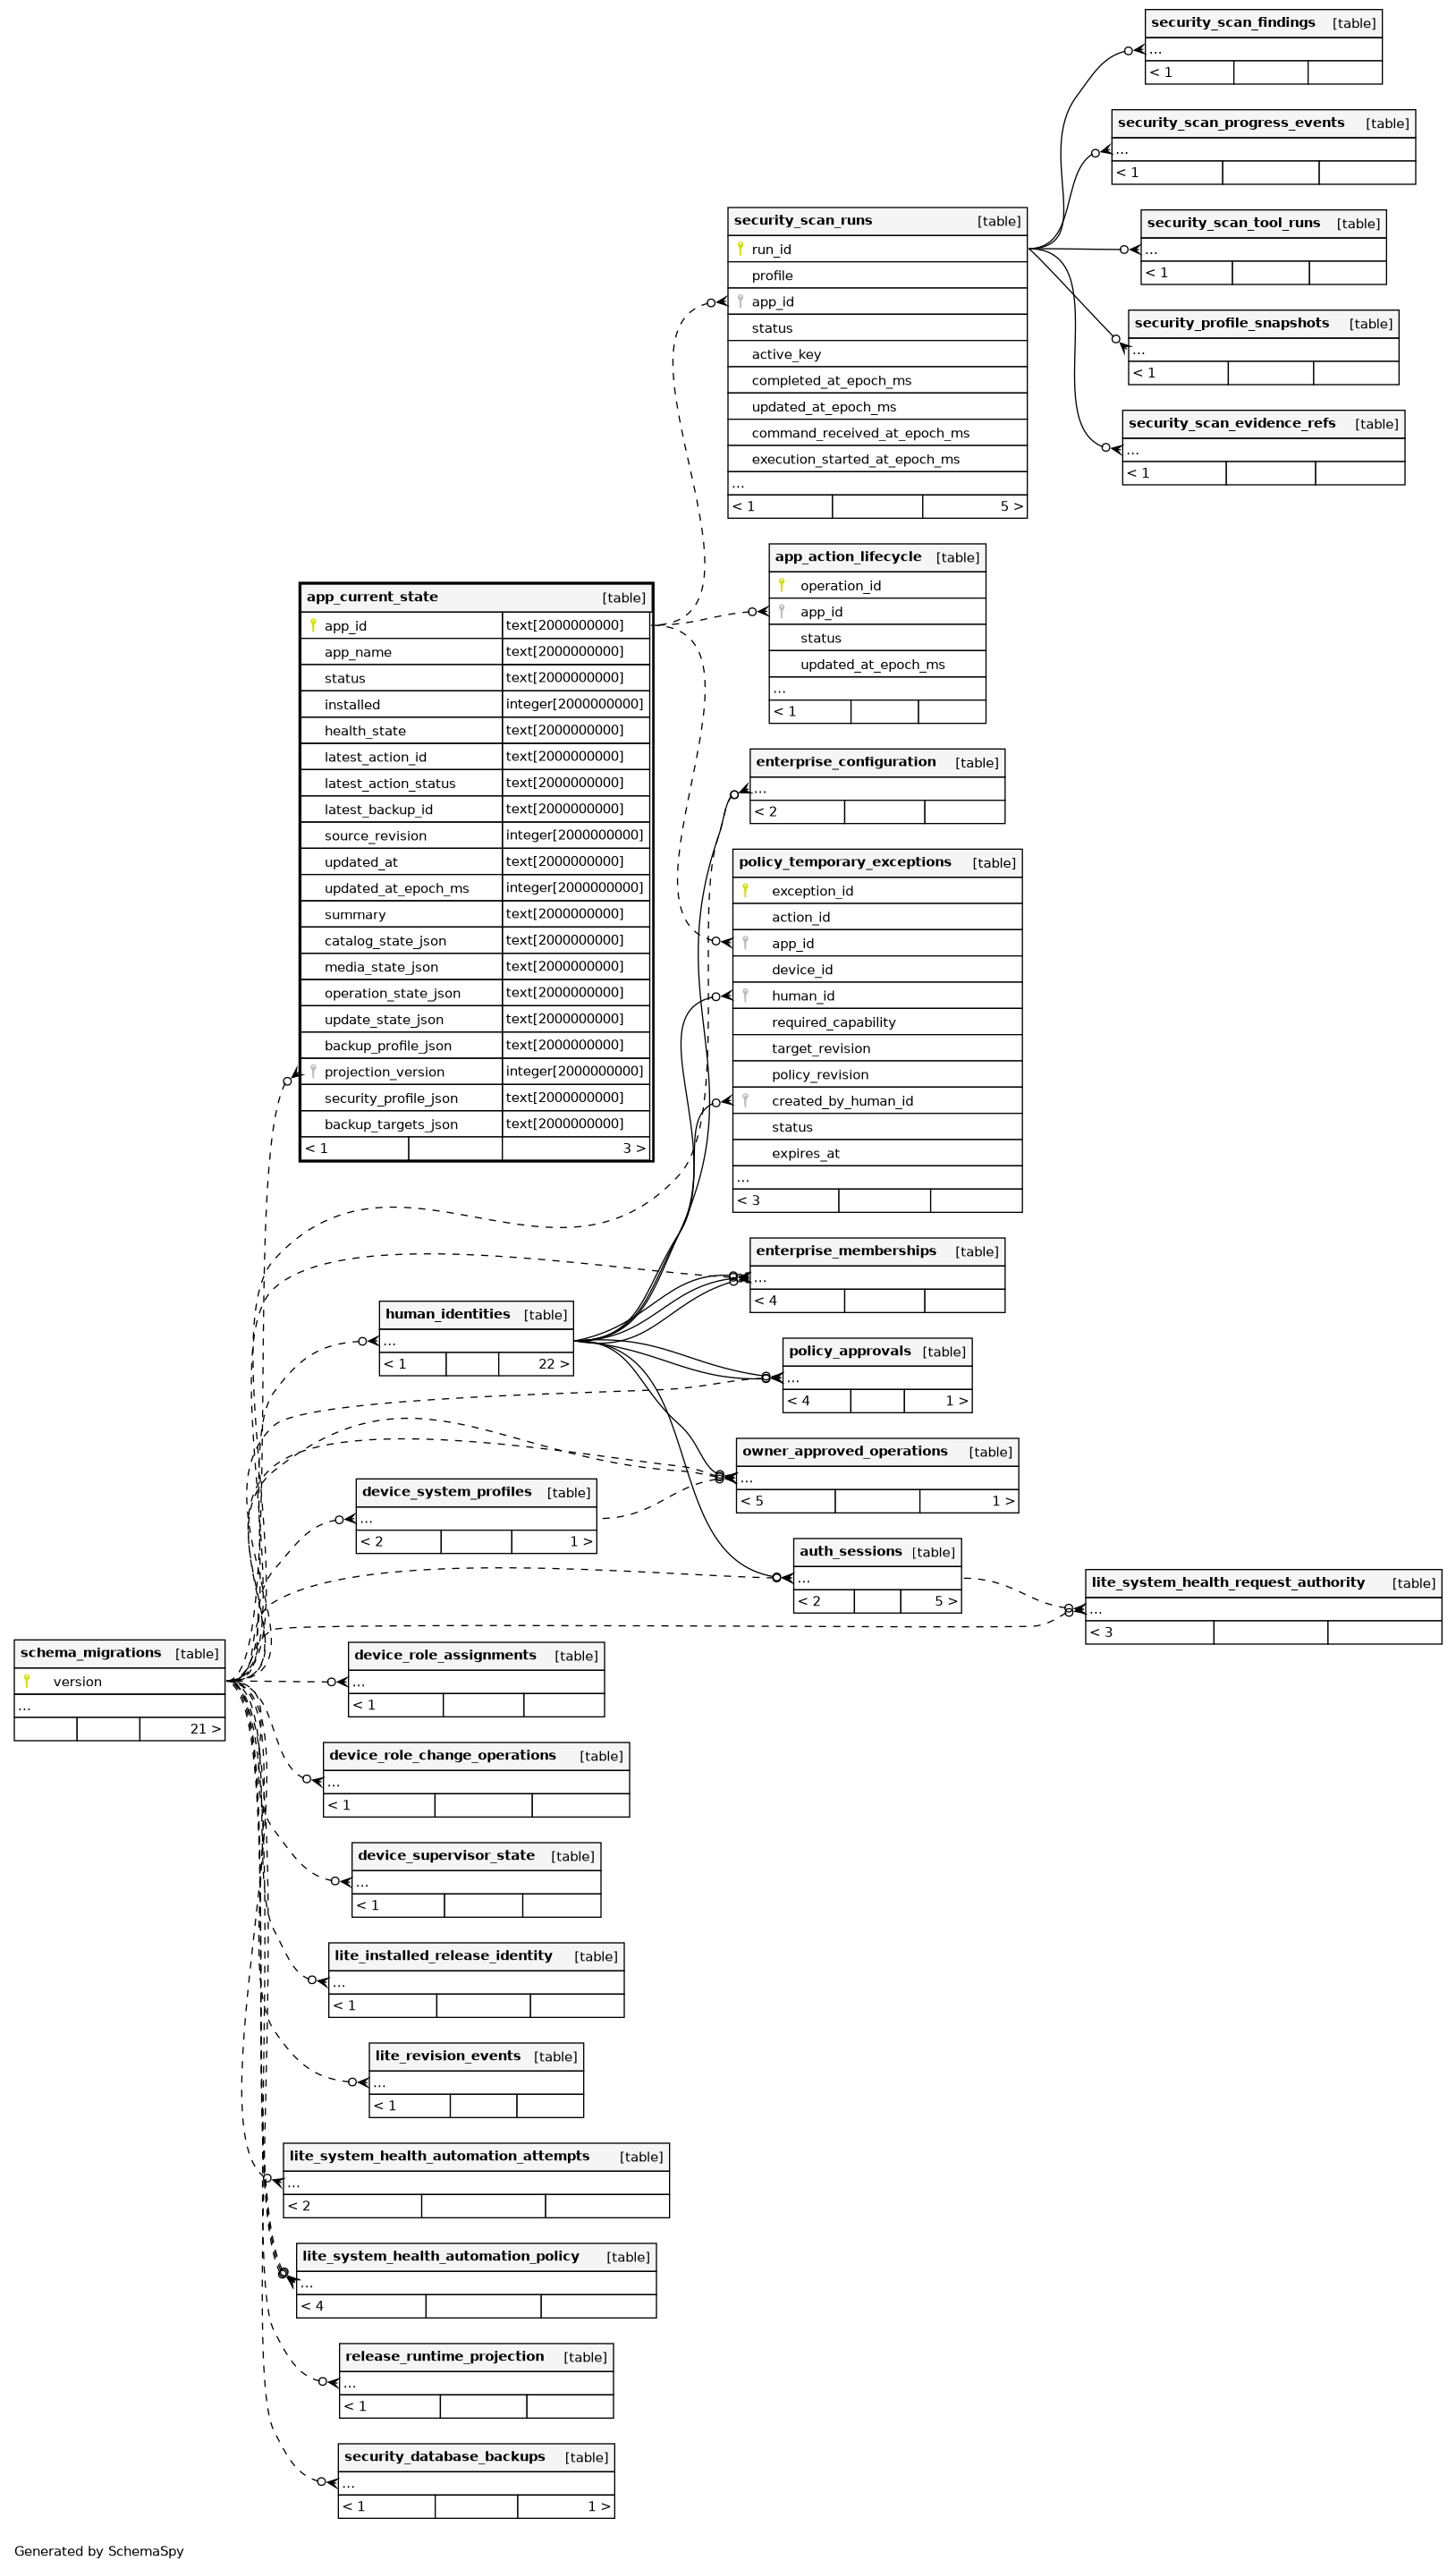 security_scan_findings [table]
...
< 1
security_scan_progress_events [table]
...
< 1
security_scan_tool_runs [table]
...
< 1
security_profile_snapshots [table]
...
< 1
security_scan_evidence_refs [table]
...
< 1
security_scan_runs [table]
run_id
profile
app_id
status
active_key
completed_at_epoch_ms
updated_at_epoch_ms
command_received_at_epoch_ms
execution_started_at_epoch_ms
...
< 1 5 >
app_action_lifecycle [table]
operation_id
app_id
status
updated_at_epoch_ms
...
< 1
app_current_state [table]
app_id text[2000000000]
app_name text[2000000000]
status text[2000000000]
installed integer[2000000000]
health_state text[2000000000]
latest_action_id text[2000000000]
latest_action_status text[2000000000]
latest_backup_id text[2000000000]
source_revision integer[2000000000]
updated_at text[2000000000]
updated_at_epoch_ms integer[2000000000]
summary text[2000000000]
catalog_state_json text[2000000000]
media_state_json text[2000000000]
operation_state_json text[2000000000]
update_state_json text[2000000000]
backup_profile_json text[2000000000]
projection_version integer[2000000000]
security_profile_json text[2000000000]
backup_targets_json text[2000000000]
< 1 3 >
enterprise_configuration [table]
...
< 2
policy_temporary_exceptions [table]
exception_id
action_id
app_id
device_id
human_id
required_capability
target_revision
policy_revision
created_by_human_id
status
expires_at
...
< 3
enterprise_memberships [table]
...
< 4
human_identities [table]
...
< 1 22 >
policy_approvals [table]
...
< 4 1 >
owner_approved_operations [table]
...
< 5 1 >
device_system_profiles [table]
...
< 2 1 >
auth_sessions [table]
...
< 2 5 >
lite_system_health_request_authority [table]
...
< 3
schema_migrations [table]
version
...
21 >
device_role_assignments [table]
...
< 1
device_role_change_operations [table]
...
< 1
device_supervisor_state [table]
...
< 1
lite_installed_release_identity [table]
...
< 1
lite_revision_events [table]
...
< 1
lite_system_health_automation_attempts [table]
...
< 2
lite_system_health_automation_policy [table]
...
< 4
release_runtime_projection [table]
...
< 1
security_database_backups [table]
...
< 1 1 >
Generated by SchemaSpy